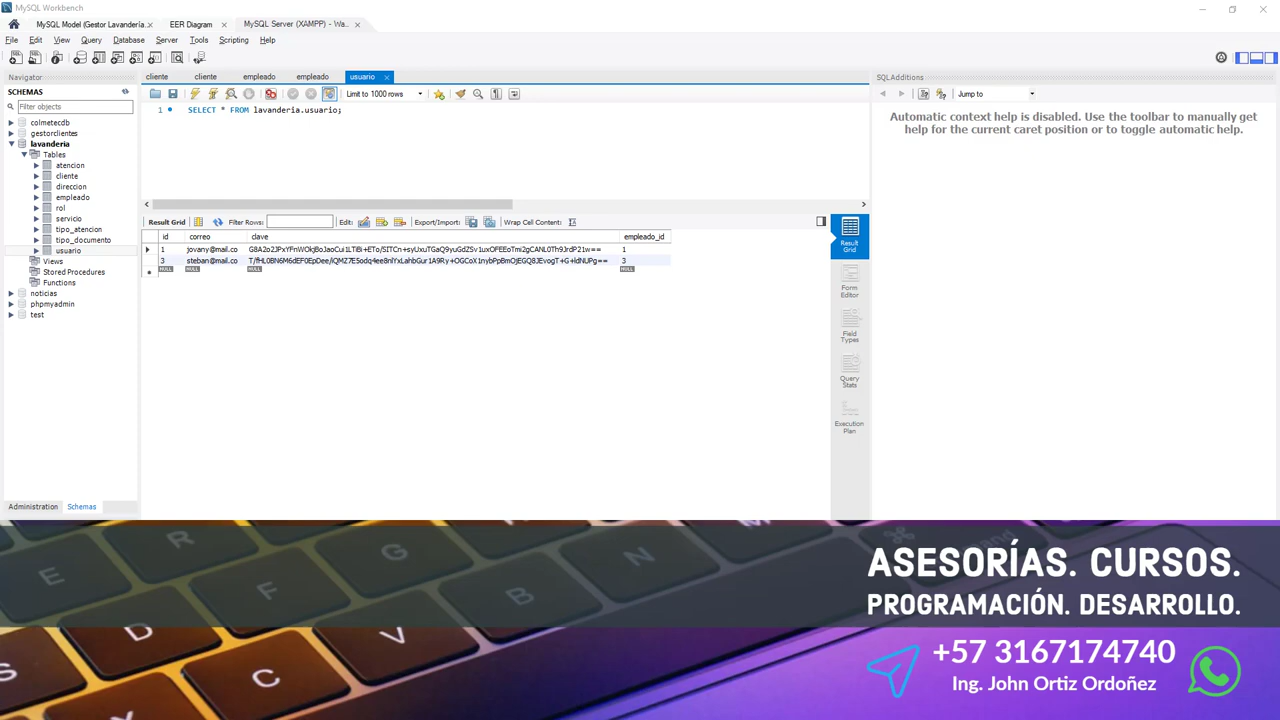 MySQL Workbench
MySQL Model (Gestor Lavandería... × EER Diagram × MySQL Server (XAMPP) - Wa... ×
File Edit View Query Database Server Tools Scripting Help
Navigator
SCHEMAS
Filter objects
colmetecdb
gestorclientes
lavanderia
Tables
atencion
cliente
direccion
empleado
rol
servicio
tipo_atencion
tipo_documento
usuario
Views
Stored Procedures
Functions
noticias
phpmyadmin
test
Administration Schemas
cliente cliente empleado empleado usuario ×
Limit to 1000 rows
1 SELECT * FROM lavanderia.usuario;
Result Grid Filter Rows: Edit: Export/Import: Wrap Cell Content:
id correo clave empleado_id
1 jovany@mail.co 1
3 steban@mail.co 3
NULL NULL NULL NULL
Result Grid
Form Editor
Field Types
Query Stats
Execution Plan
SQLAdditions
Jump to
Automatic context help is disabled. Use the toolbar to manually get
help for the current caret position or to toggle automatic help.
ASESORÍAS. CURSOS.
PROGRAMACIÓN. DESARROLLO.
+57 3167174740
Ing. John Ortiz Ordoñez